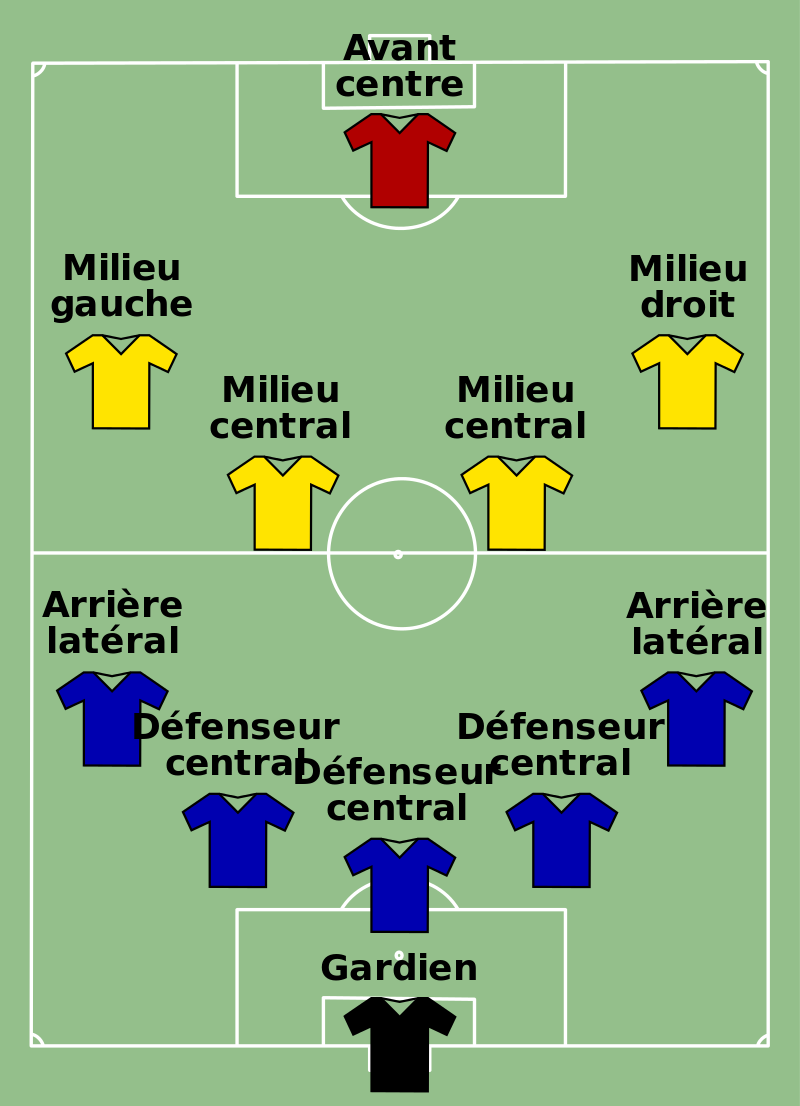 Avant
centre
Milieu
gauche
Milieu
droit
Milieu
central
Milieu
central
Arrière
latéral
Arrière
latéral
Défenseur
central
Défenseur
central
Défenseur
central
Gardien